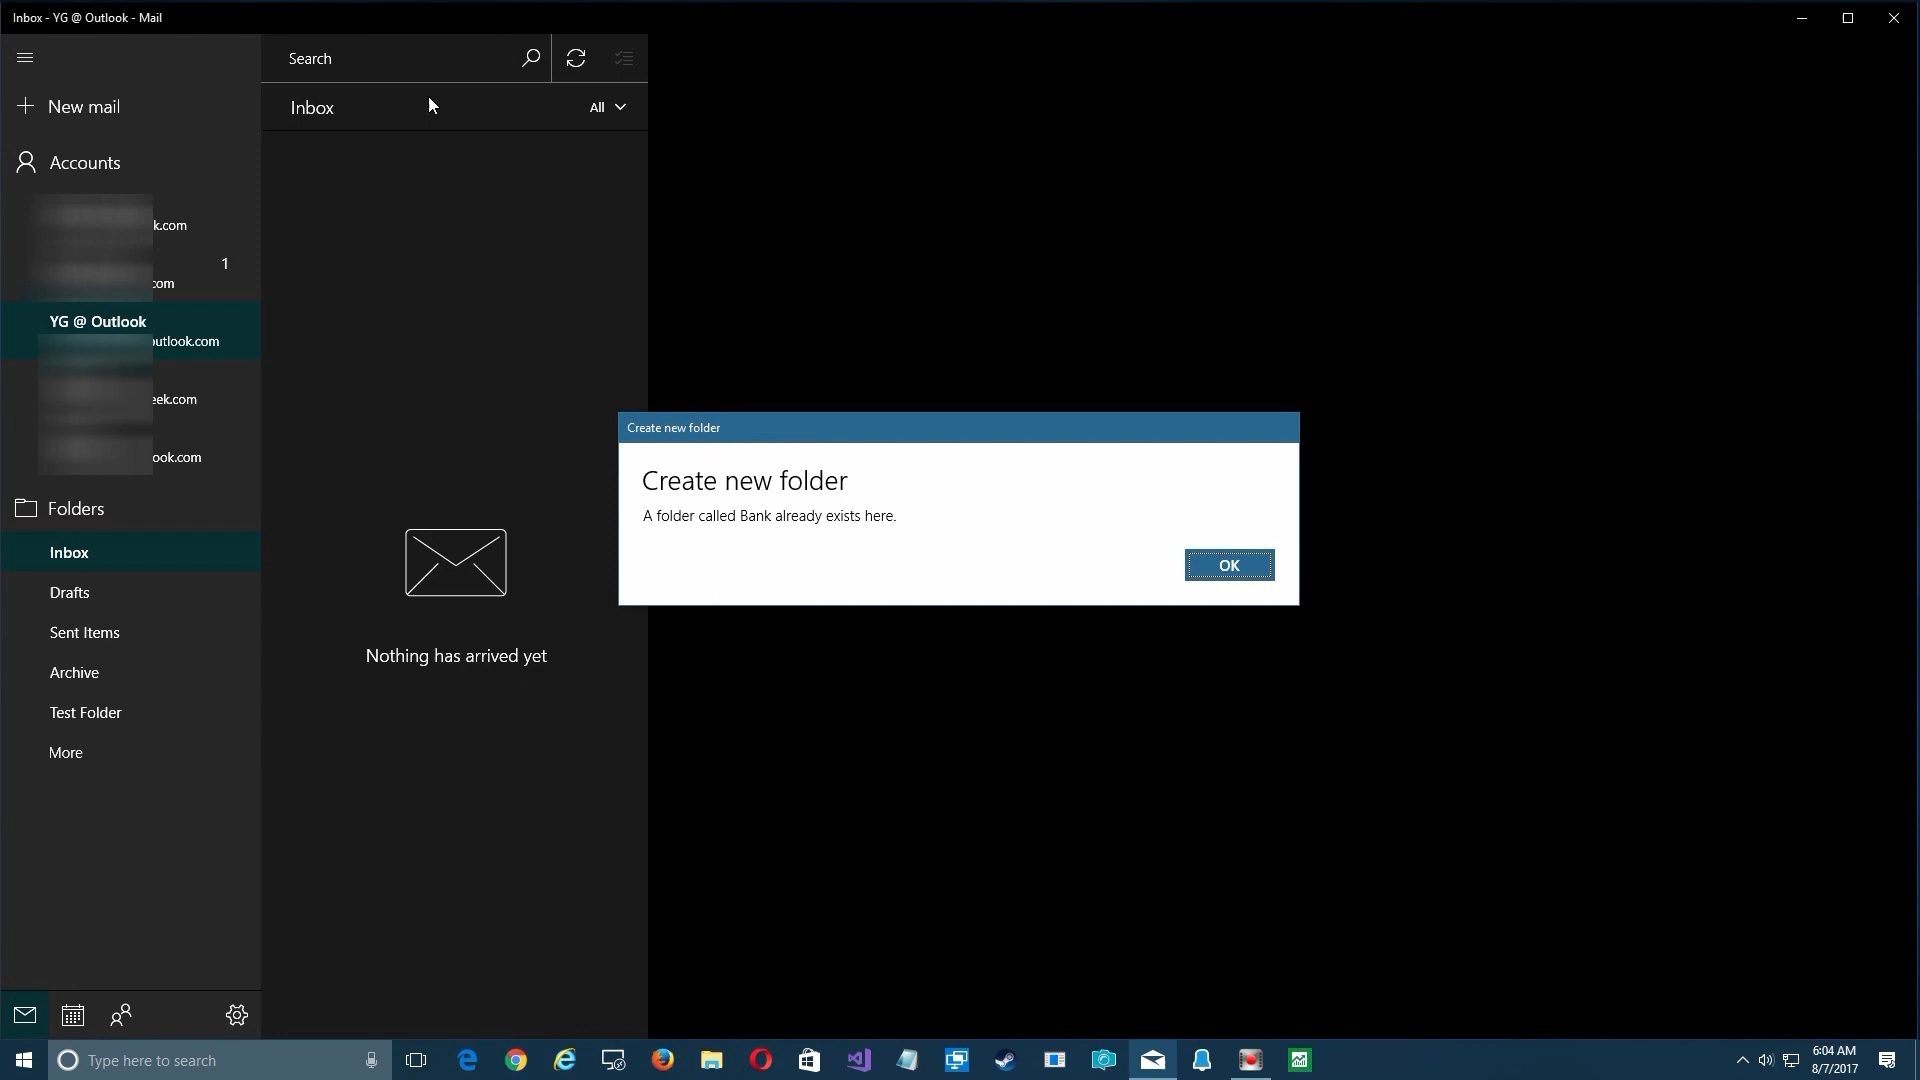 Inbox - YG @ Outlook - Mail
Search
New mail
Inbox
All
Accounts
k.com
1
com
YG @ Outlook
outlook.com
eek.com
ook.com
Folders
Inbox
Drafts
Sent Items
Archive
Test Folder
More
Nothing has arrived yet
Create new folder
Create new folder
A folder called Bank already exists here.
OK
Type here to search
6:04 AM
8/7/2017